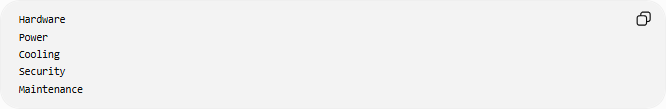 Hardware
Power
Cooling
Security
Maintenance